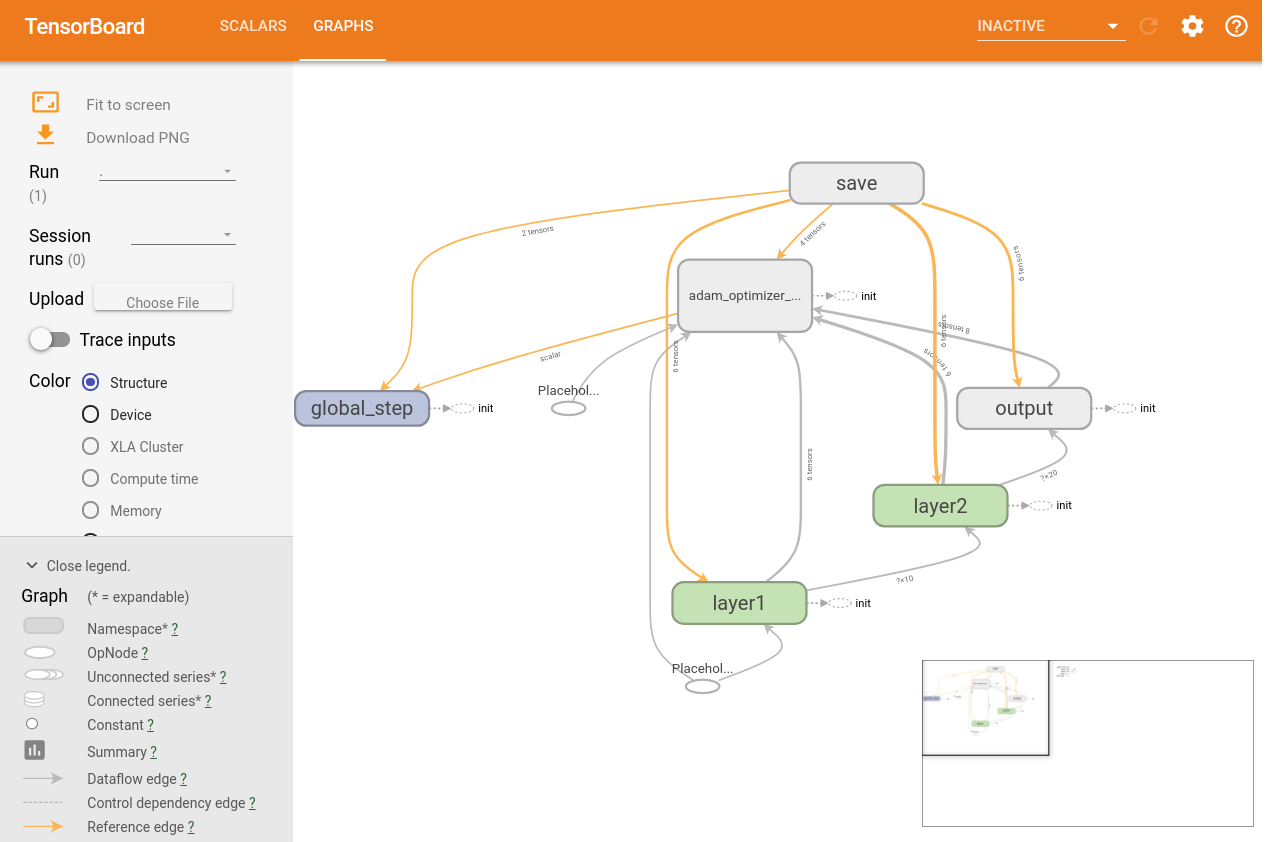 TensorBoard
SCALARS
GRAPHS
INACTIVE
Fit to screen
Download PNG
Run
(1)
.
Session
runs (0)
Upload
Choose File
Trace inputs
Color
Structure
Device
XLA Cluster
Compute time
Memory
Close legend.
Graph
(* = expandable)
Namespace* ?
OpNode ?
Unconnected series* ?
Connected series* ?
Constant ?
Summary ?
Dataflow edge ?
Control dependency edge ?
Reference edge ?
save
2 tensors
4 tensors
6 tensors
adam_optimizer_...
init
6 tensors
8 tensors
scalar
6 tensors
6 tensors
Placehol...
global_step
init
output
init
6 tensors
?×20
layer2
init
?×10
layer1
init
Placehol...